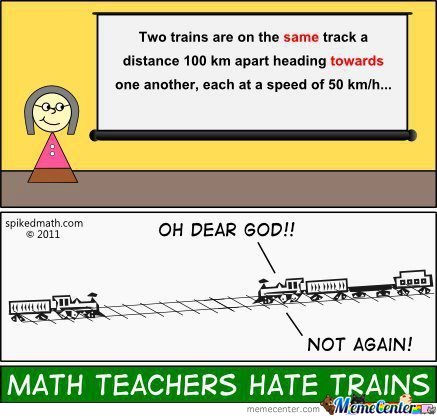 Two trains are on the same track a
distance 100 km apart heading towards
one another, each at a speed of 50 km/h...
spikedmath.com
© 2011
OH DEAR GOD!!
NOT AGAIN!
MATH TEACHERS HATE TRAINS
memecenter.com MemeCenter